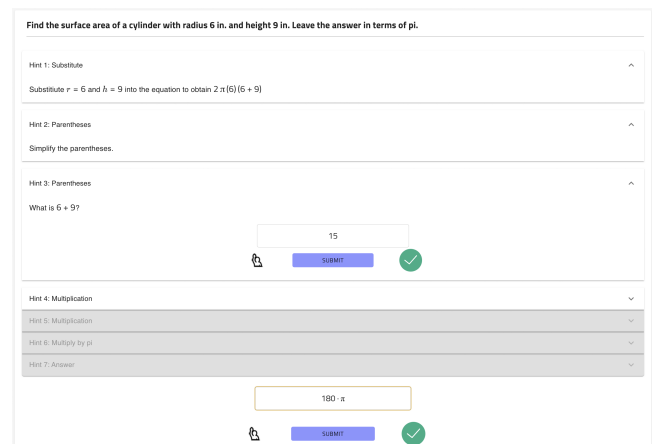 Find the surface area of a cylinder with radius 6 in. and height 9 in. Leave the answer in terms of pi.
Hint 1: Substitute
Substitiute r = 6 and h = 9 into the equation to obtain 2 π(6)(6 + 9)
Hint 2: Parentheses
Simplify the parentheses.
Hint 3: Parentheses
What is 6 + 9?
15
SUBMIT
Hint 4: Multiplication
Hint 5: Multiplication
Hint 6: Multiply by pi
Hint 7: Answer
180 · π
SUBMIT